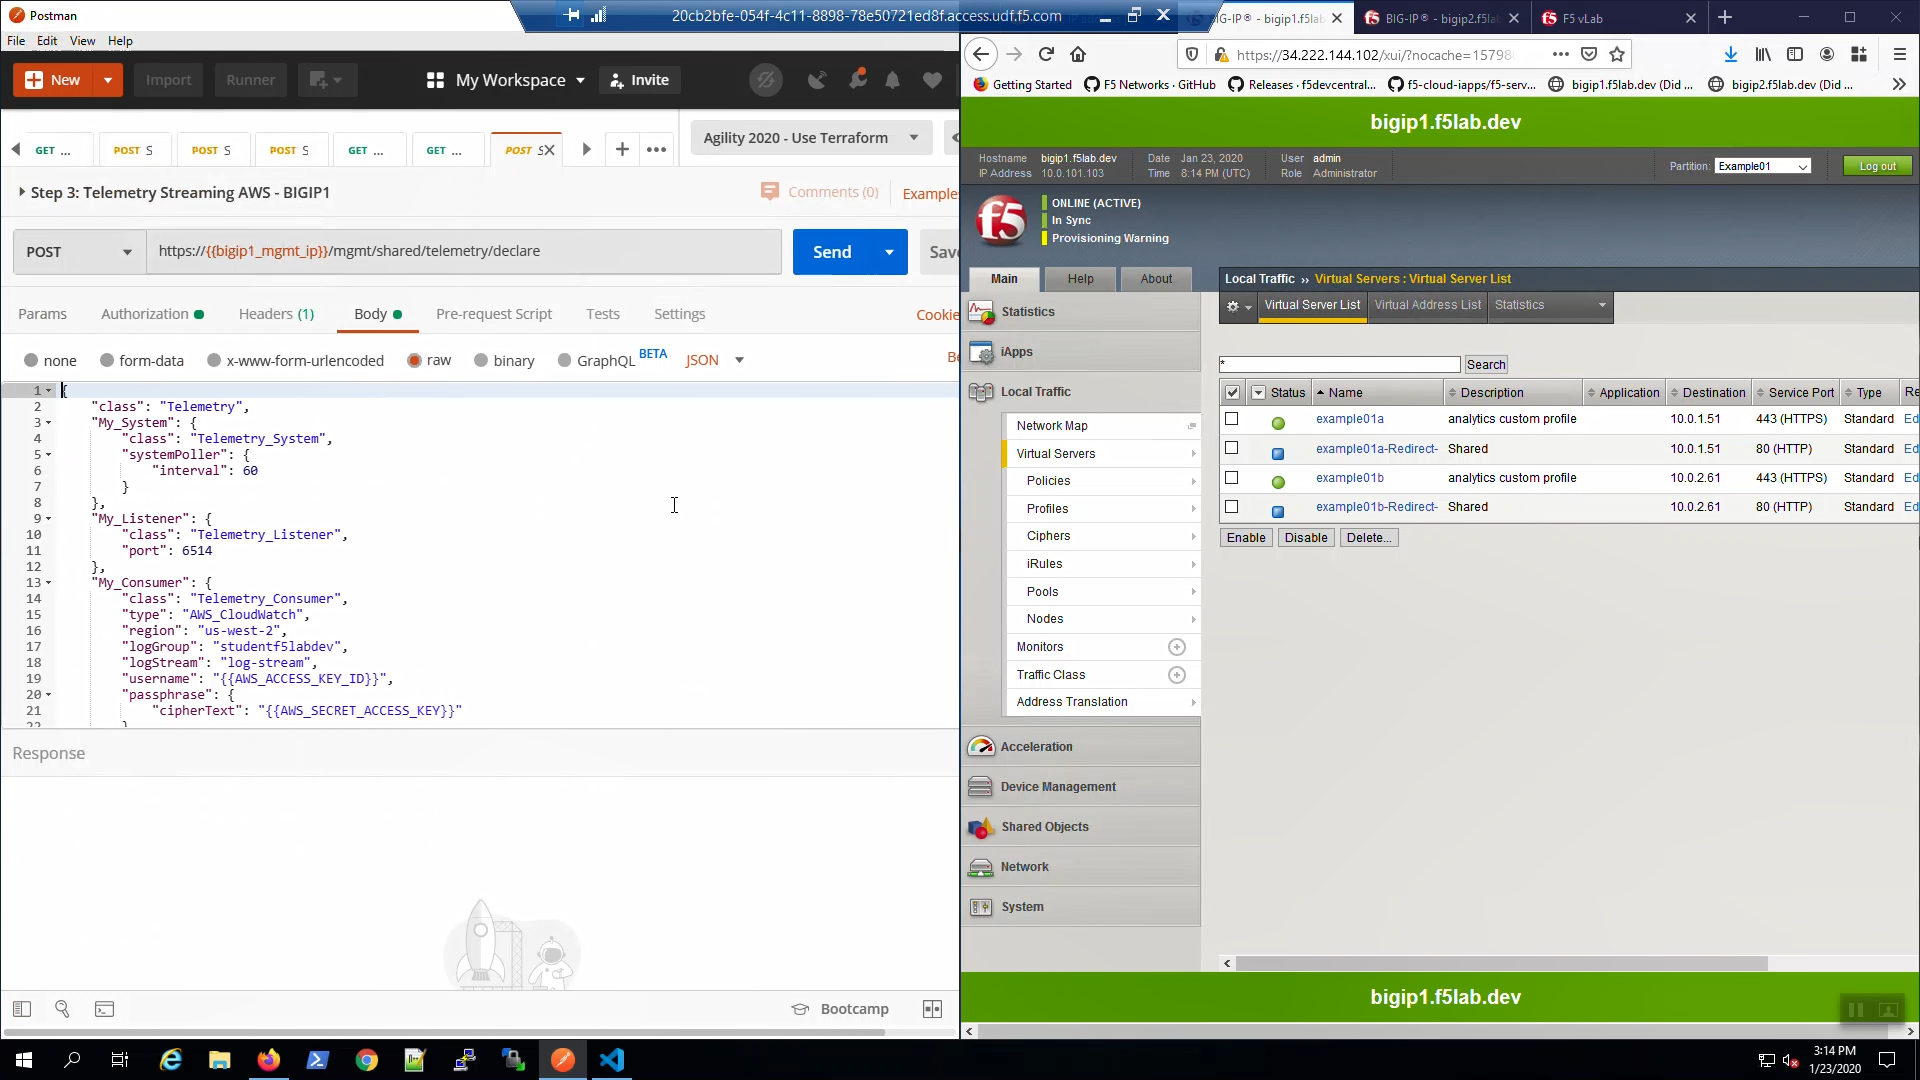 Postman
20cb2bfe-054f-4c11-8898-78e50721ed8f.access.udf.f5.com
File Edit View Help
New
Import
Runner
My Workspace
Invite
GET ...
POST S
POST S
POST S
GET ...
GET ...
POST S
Agility 2020 - Use Terraform
Step 3: Telemetry Streaming AWS - BIGIP1
Comments (0)
Examples
POST
https://{{bigip1_mgmt_ip}}/mgmt/shared/telemetry/declare
Send
Save
Params
Authorization
Headers (1)
Body
Pre-request Script
Tests
Settings
Cookie
none
form-data
x-www-form-urlencoded
raw
binary
GraphQL BETA
JSON
Be
1 {
2 "class": "Telemetry",
3 "My_System": {
4 "class": "Telemetry_System",
5 "systemPoller": {
6 "interval": 60
7 }
8 },
9 "My_Listener": {
10 "class": "Telemetry_Listener",
11 "port": 6514
12 },
13 "My_Consumer": {
14 "class": "Telemetry_Consumer",
15 "type": "AWS_CloudWatch",
16 "region": "us-west-2",
17 "logGroup": "studentf5labdev",
18 "logStream": "log-stream",
19 "username": "{{AWS_ACCESS_KEY_ID}}",
20 "passphrase": {
21 "cipherText": "{{AWS_SECRET_ACCESS_KEY}}"
22 }
Response
Bootcamp
BIG-IP® - bigip1.f5lab
BIG-IP® - bigip2.f5lab
F5 vLab
https://34.222.144.102/xui/?nocache=15798
Getting Started
F5 Networks · GitHub
Releases · f5devcentral...
f5-cloud-iapps/f5-serv...
bigip1.f5lab.dev (Did ...
bigip2.f5lab.dev (Did ...
bigip1.f5lab.dev
Hostname bigip1.f5lab.dev
IP Address 10.0.101.103
Date Jan 23, 2020
Time 8:14 PM (UTC)
User admin
Role Administrator
Partition: Example01
Log out
f5
ONLINE (ACTIVE)
In Sync
Provisioning Warning
Main
Help
About
Local Traffic ›› Virtual Servers : Virtual Server List
Virtual Server List
Virtual Address List
Statistics
Statistics
iApps
Local Traffic
Network Map
Virtual Servers
Policies
Profiles
Ciphers
iRules
Pools
Nodes
Monitors
Traffic Class
Address Translation
Acceleration
Device Management
Shared Objects
Network
System
*
Search
Status Name Description Application Destination Service Port Type Re
example01a analytics custom profile 10.0.1.51 443 (HTTPS) Standard Ed
example01a-Redirect- Shared 10.0.1.51 80 (HTTP) Standard Ed
example01b analytics custom profile 10.0.2.61 443 (HTTPS) Standard Ed
example01b-Redirect- Shared 10.0.2.61 80 (HTTP) Standard Ed
Enable
Disable
Delete...
bigip1.f5lab.dev
3:14 PM
1/23/2020